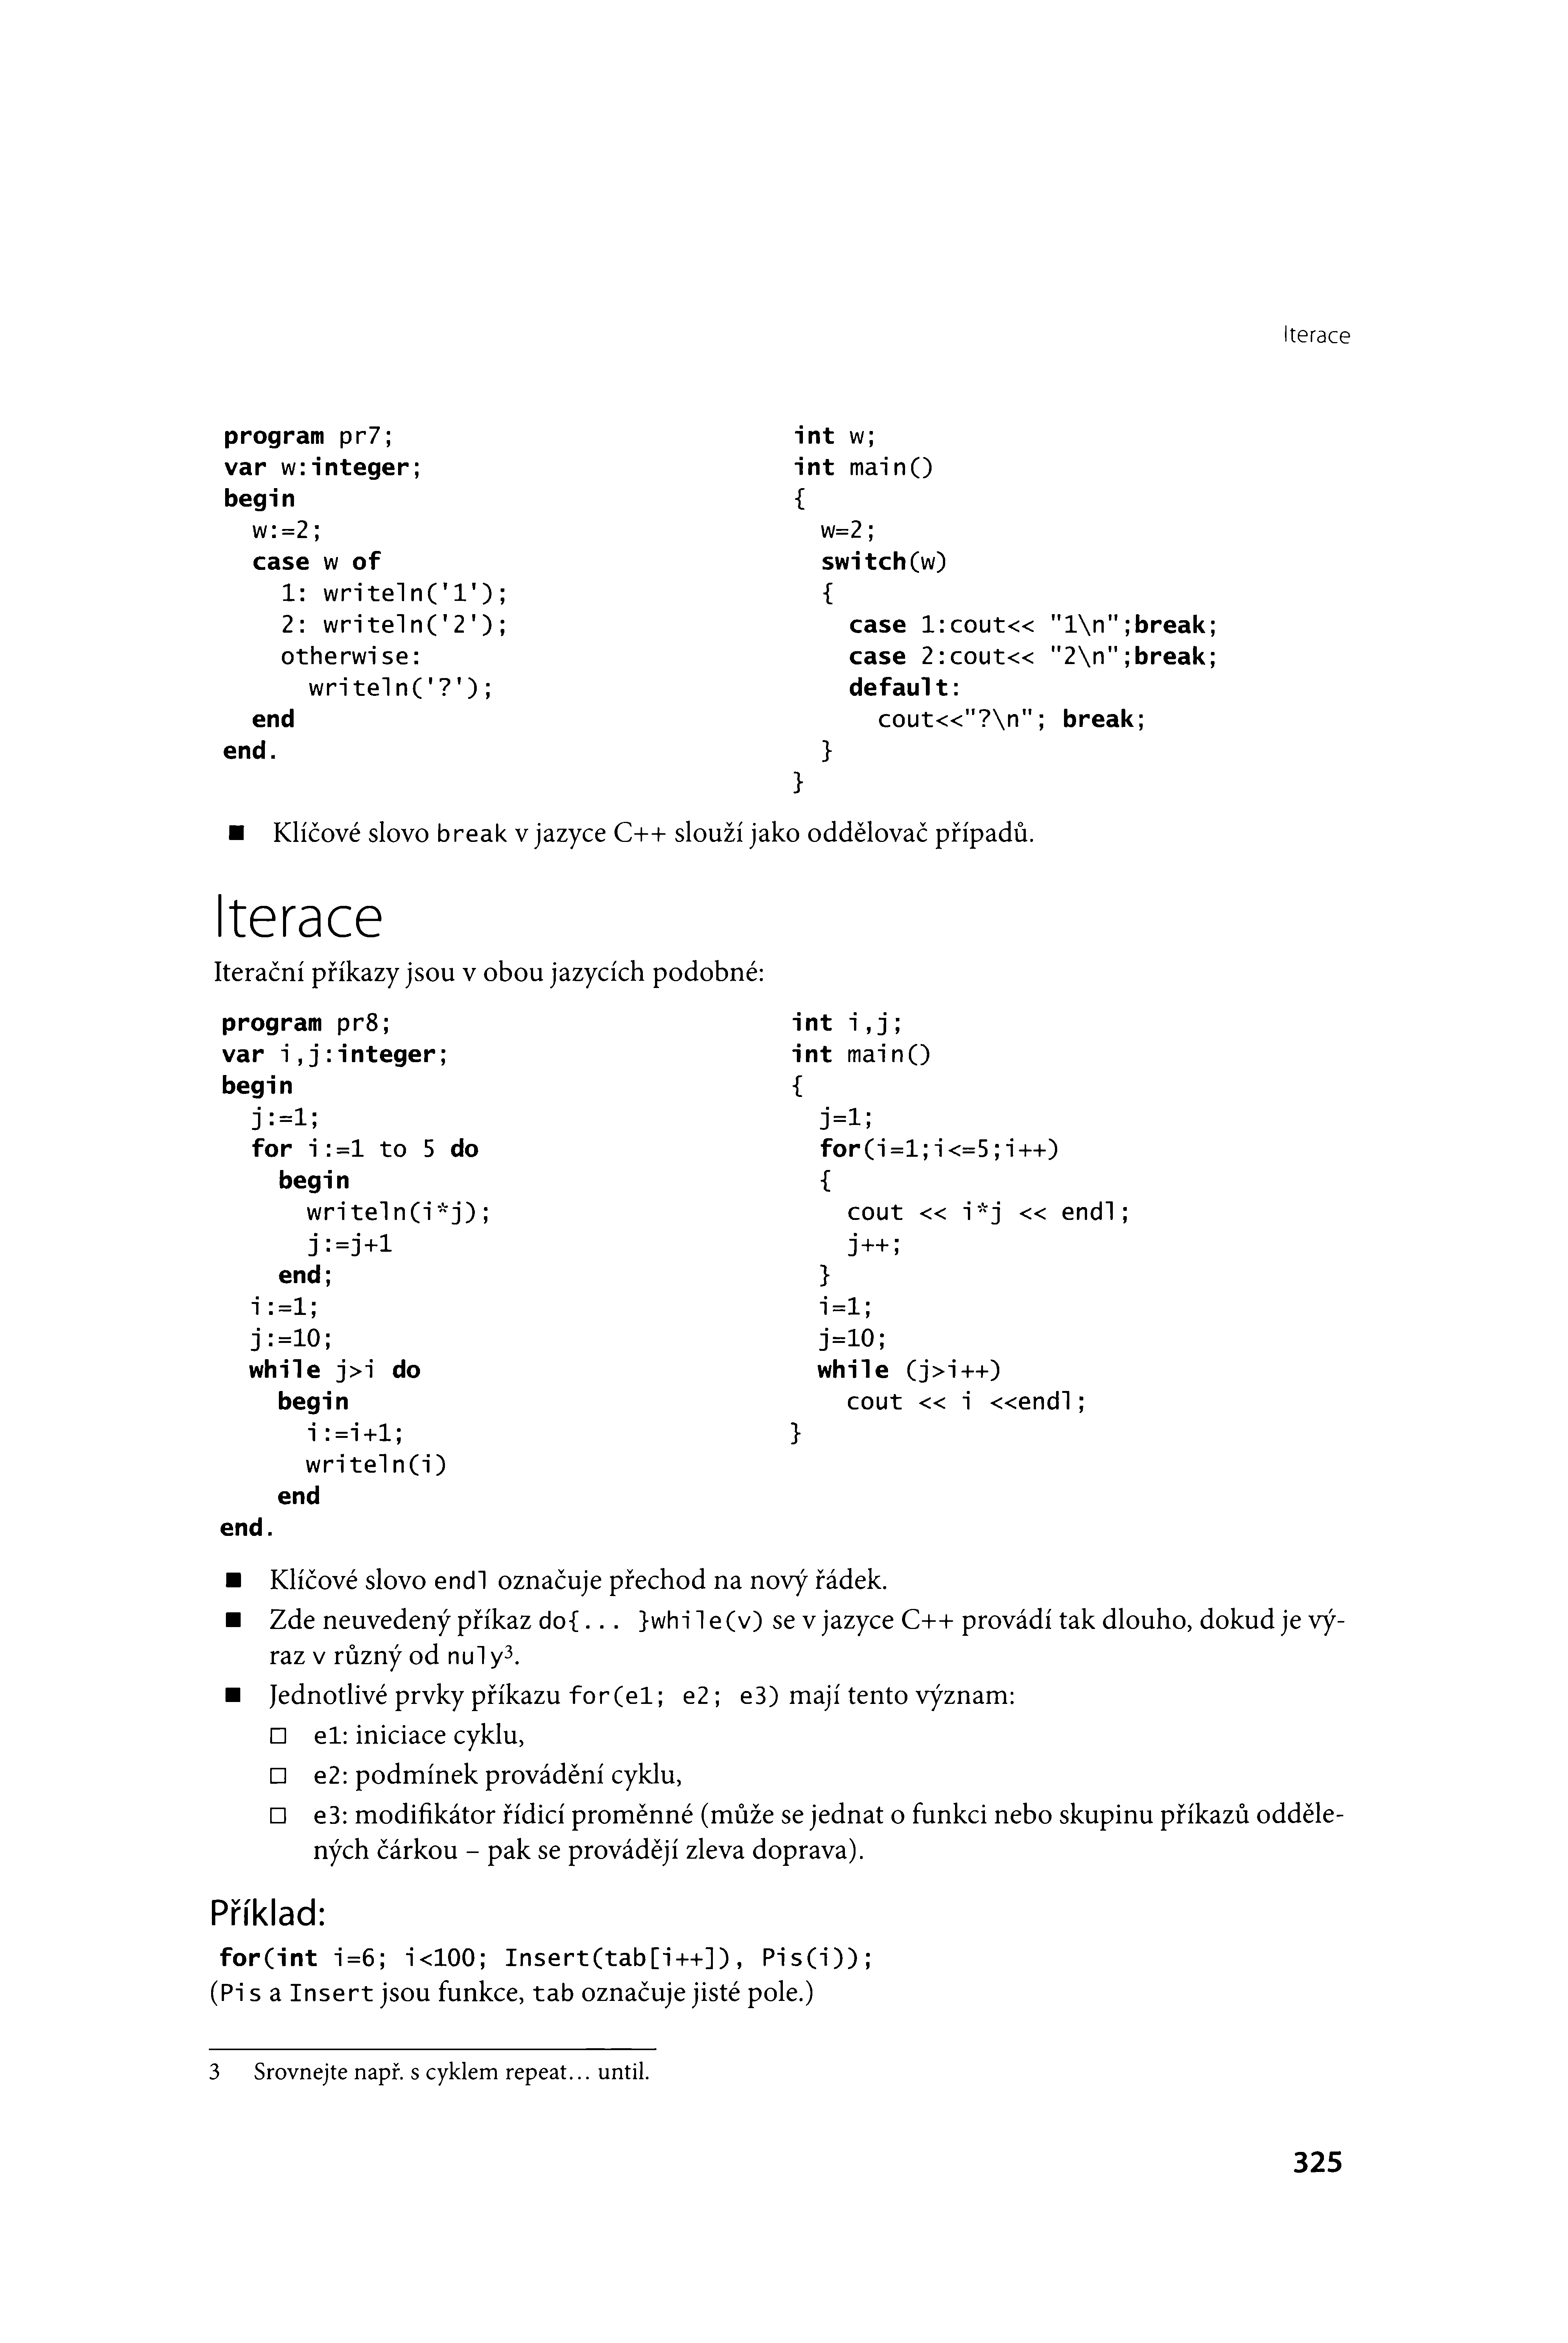 Iterace
program pr7;
var w:integer;
begin
  w:=2;
  case w of
    1: writeln('1');
    2: writeln('2');
    otherwise:
      writeln('?');
  end
end.
int w;
int main()
{
  w=2;
  switch(w)
  {
    case 1:cout<< "1\n";break;
    case 2:cout<< "2\n";break;
    default:
      cout<<"?\n"; break;
  }
}
■ Klíčové slovo break v jazyce C++ slouží jako oddělovač případů.
Iterace
Iterační příkazy jsou v obou jazycích podobné:
program pr8;
var i,j:integer;
begin
  j:=1;
  for i:=1 to 5 do
    begin
      writeln(i*j);
      j:=j+1
    end;
  i:=1;
  j:=10;
  while j>i do
    begin
      i:=i+1;
      writeln(i)
    end
end.
int i,j;
int main()
{
  j=1;
  for(i=1;i<=5;i++)
  {
    cout << i*j << endl;
    j++;
  }
  i=1;
  j=10;
  while (j>i++)
    cout << i <<endl;
}
■ Klíčové slovo endl označuje přechod na nový řádek.
■ Zde neuvedený příkaz do{... }while(v) se v jazyce C++ provádí tak dlouho, dokud je vý-
raz v různý od nuly³.
■ Jednotlivé prvky příkazu for(e1; e2; e3) mají tento význam:
□ e1: iniciace cyklu,
□ e2: podmínek provádění cyklu,
□ e3: modifikátor řídicí proměnné (může se jednat o funkci nebo skupinu příkazů odděle-
ných čárkou – pak se provádějí zleva doprava).
Příklad:
for(int i=6; i<100; Insert(tab[i++]), Pis(i));
(Pis a Insert jsou funkce, tab označuje jisté pole.)
3 Srovnejte např. s cyklem repeat... until.
325